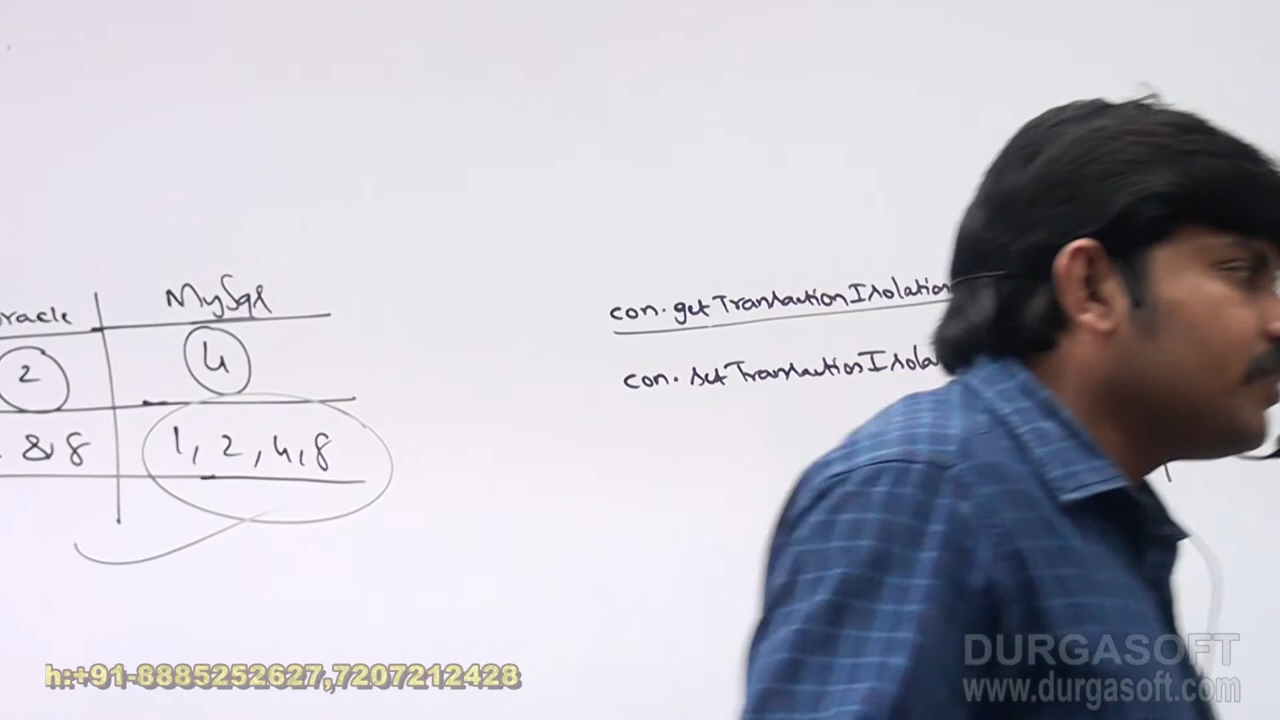 MySql
2
4
& 8
1, 2, 4, 8
con. getTransactionIsolation
con. setTransactionIsola
h:+91-8885252627,7207212428
DURGASOFT
www.durgasoft.com